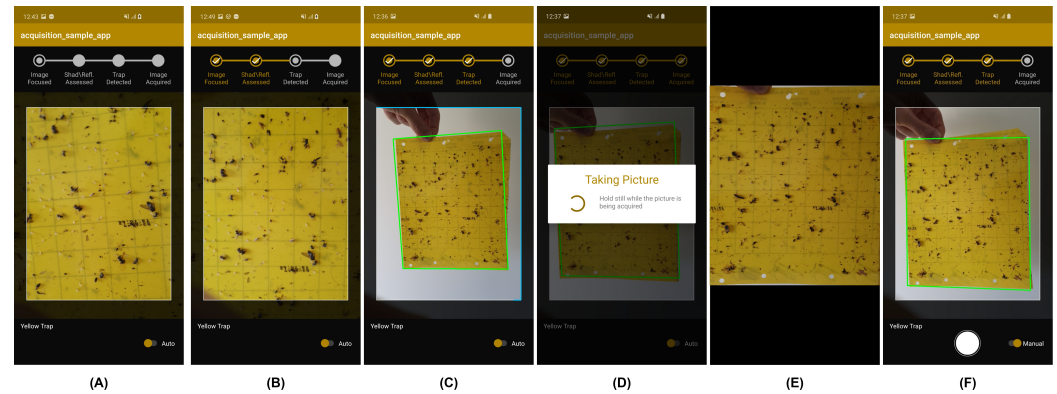 12:43
acquisition_sample_app
Image Focused
Shad\Refl. Assessed
Trap Detected
Image Acquired
Yellow Trap
Auto
(A)
12:49
acquisition_sample_app
Image Focused
Shad\Refl. Assessed
Trap Detected
Image Acquired
Yellow Trap
Auto
(B)
12:36
acquisition_sample_app
Image Focused
Shad\Refl. Assessed
Trap Detected
Image Acquired
Yellow Trap
Auto
(C)
12:37
acquisition_sample_app
Image Focused
Shad\Refl. Assessed
Trap Detected
Image Acquired
Taking Picture
Hold still while the picture is
being acquired
Yellow Trap
Auto
(D)
(E)
12:37
acquisition_sample_app
Image Focused
Shad\Refl. Assessed
Trap Detected
Image Acquired
Yellow Trap
Manual
(F)